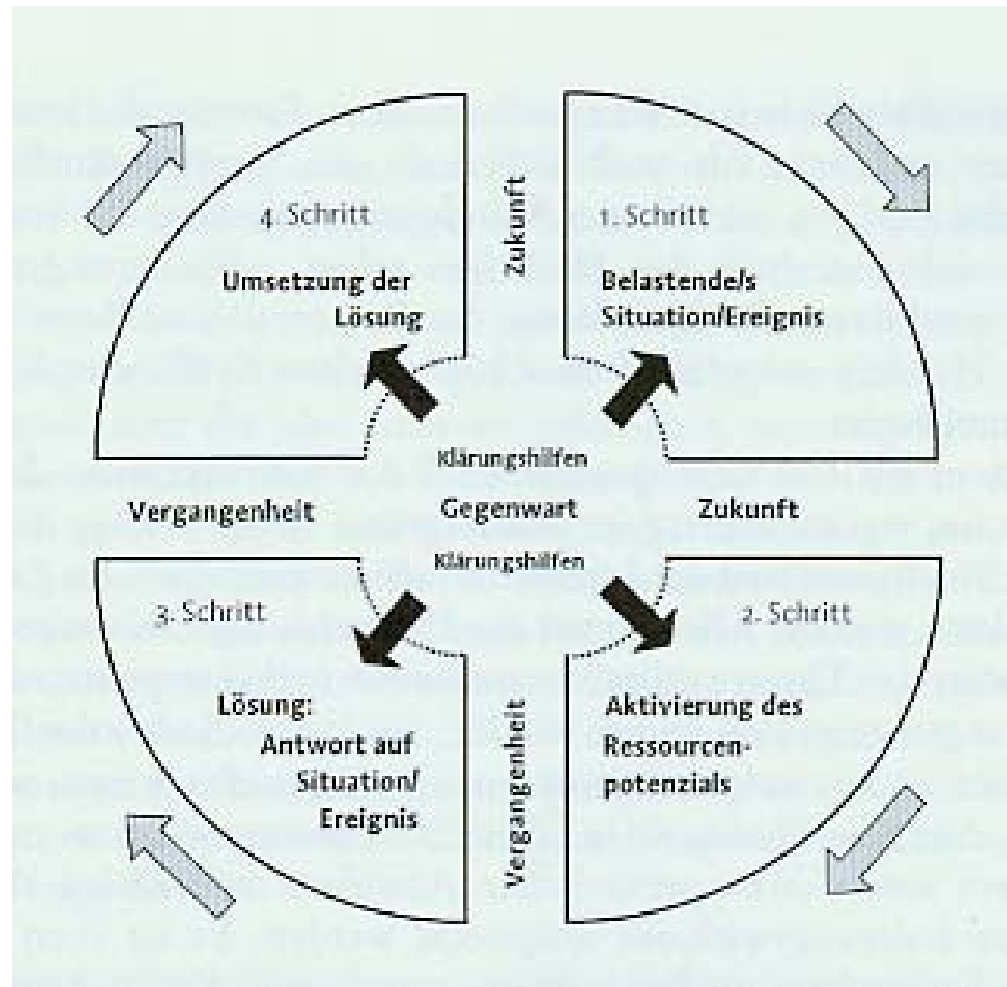 4. Schritt
Umsetzung der
Lösung
Zukunft
1. Schritt
Belastende/s
Situation/Ereignis
Klärungshilfen
Vergangenheit
Gegenwart
Zukunft
Klärungshilfen
3. Schritt
Lösung:
Antwort auf
Situation/
Ereignis
Vergangenheit
2. Schritt
Aktivierung des
Ressourcen-
potenzials